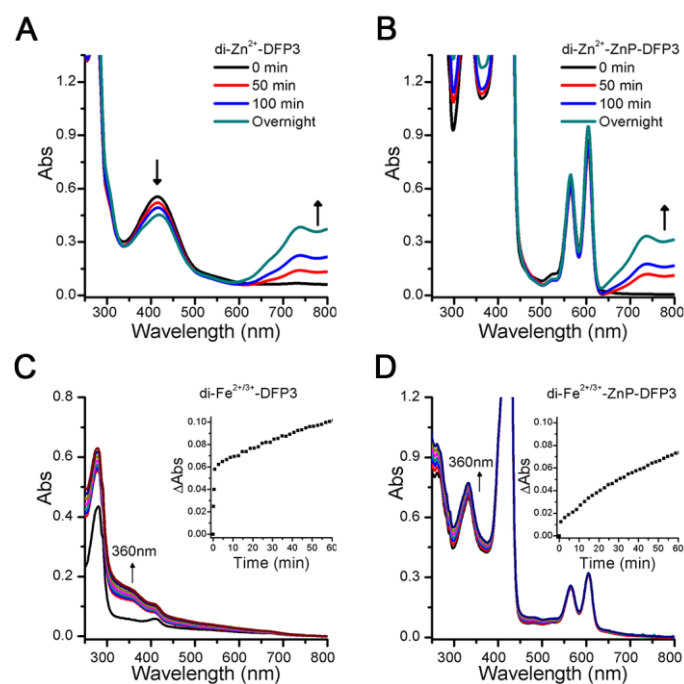 A
di-Zn²⁺-DFP3
0 min
50 min
100 min
Overnight
1.2
0.9
0.6
0.3
0.0
Abs
300 400 500 600 700 800
Wavelength (nm)
B
di-Zn²⁺-ZnP-DFP3
0 min
50 min
100 min
Overnight
1.2
0.9
0.6
0.3
0.0
Abs
300 400 500 600 700 800
Wavelength (nm)
C
di-Fe²⁺/³⁺-DFP3
0.8
0.6
0.4
0.2
0.0
Abs
360nm
0.10
0.08
0.06
0.04
0.02
0.00
ΔAbs
0 10 20 30 40 50 60
Time (min)
300 400 500 600 700 800
Wavelength (nm)
D
di-Fe²⁺/³⁺-ZnP-DFP3
1.2
0.9
0.6
0.3
0.0
Abs
360nm
0.10
0.08
0.06
0.04
0.02
0.00
ΔAbs
0 10 20 30 40 50 60
Time (min)
300 400 500 600 700 800
Wavelength (nm)